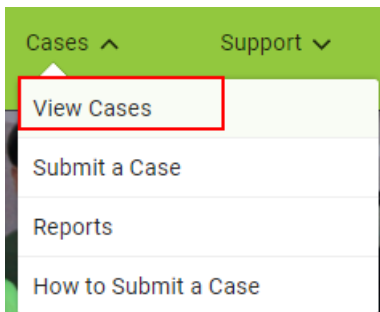 Cases Support
View Cases
Submit a Case
Reports
How to Submit a Case